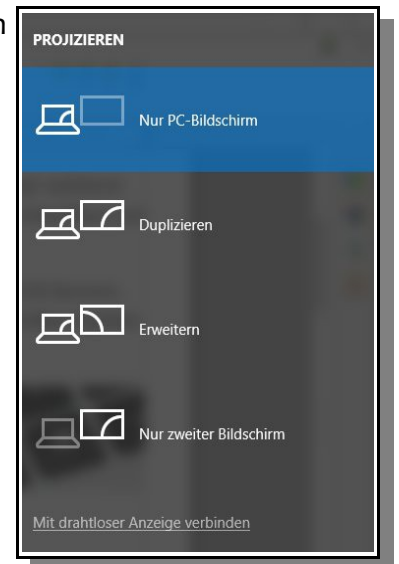 n
PROJIZIEREN
Nur PC-Bildschirm
Duplizieren
Erweitern
Nur zweiter Bildschirm
Mit drahtloser Anzeige verbinden